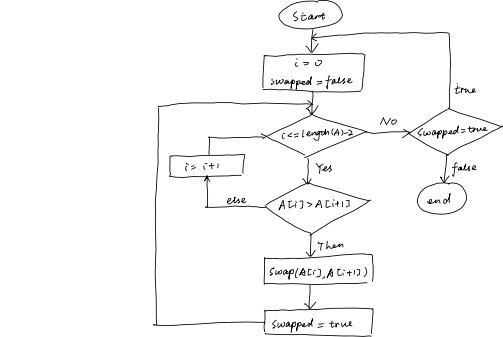 Start
i = 0
swapped = false
true
i <= Length(A)-2
No
swapped = true
i = i+1
Yes
false
else
A[i] > A[i+1]
end
Then
Swap(A[i], A[i+1])
swapped = true